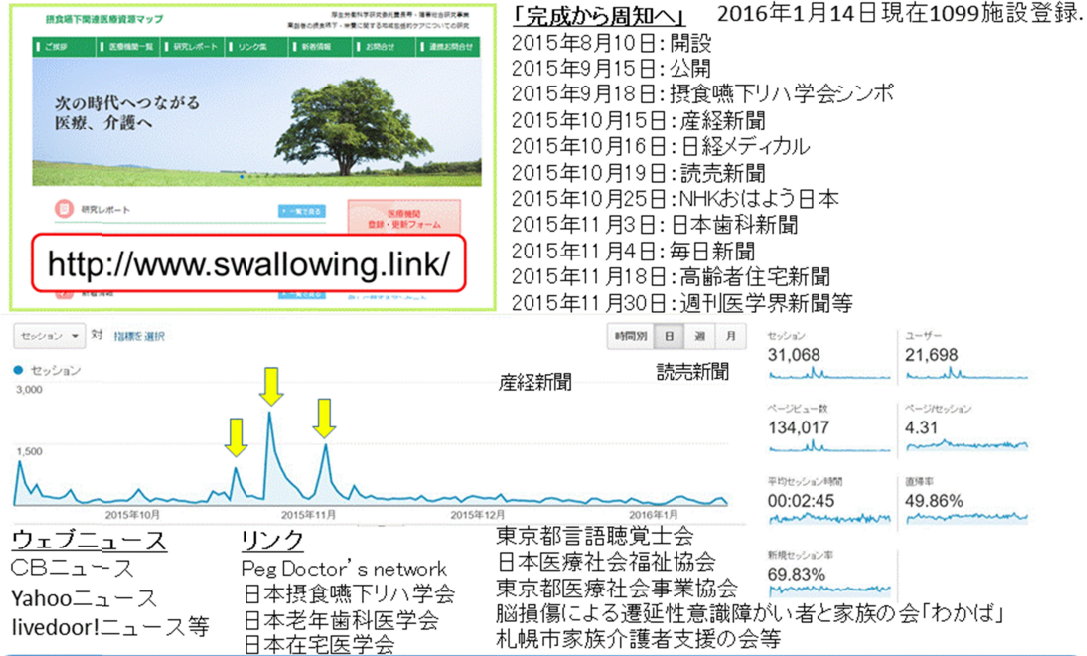 摂食嚥下関連医療資源マップ
ご挨拶
医療機関一覧
研究レポート
リンク集
新着情報
お問合せ
連携お問合せ
次の時代へつながる
医療、介護へ
研究レポート
一覧で見る
医療機関
登録・更新フォーム
http://www.swallowing.link/
「完成から周知へ」 2016年1月14日現在1099施設登録.
2015年8月10日:開設
2015年9月15日:公開
2015年9月18日:摂食嚥下リハ学会シンポ
2015年10月15日:産経新聞
2015年10月16日:日経メディカル
2015年10月19日:読売新聞
2015年10月25日:NHKおはよう日本
2015年11月3日:日本歯科新聞
2015年11月4日:毎日新聞
2015年11月18日:高齢者住宅新聞
2015年11月30日:週刊医学界新聞等
セッション 対 指標を選択
時間別 日 週 月
セッション
3,000
1,500
産経新聞
読売新聞
2015年10月
2015年11月
2015年12月
2016年1月
セッション
31,068
ユーザー
21,698
ページビュー数
134,017
ページ/セッション
4.31
平均セッション時間
00:02:45
直帰率
49.86%
新規セッション率
69.83%
ウェブニュース
CBニュース
Yahooニュース
livedoor!ニュース等
リンク
Peg Doctor's network
日本摂食嚥下リハ学会
日本老年歯科医学会
日本在宅医学会
東京都言語聴覚士会
日本医療社会福祉協会
東京都医療社会事業協会
脳損傷による遷延性意識障がい者と家族の会「わかば」
札幌市家族介護者支援の会等